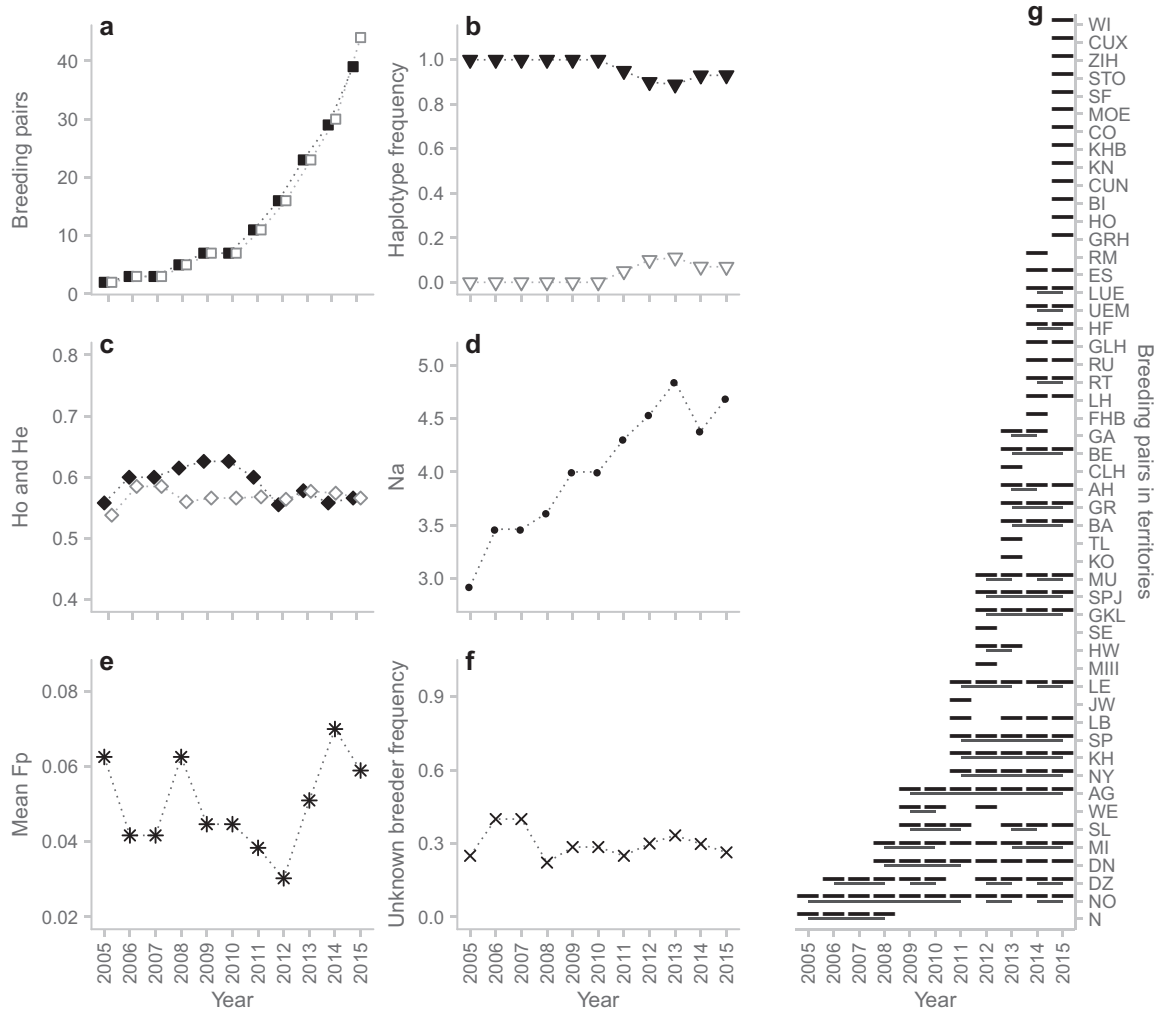 a
Breeding pairs
40
30
20
10
0
b
Haplotype frequency
1.0
0.8
0.6
0.4
0.2
0.0
c
Ho and He
0.8
0.7
0.6
0.5
0.4
d
Na
5.0
4.5
4.0
3.5
3.0
e
Mean Fp
0.08
0.06
0.04
0.02
2005
2006
2007
2008
2009
2010
2011
2012
2013
2014
2015
Year
f
Unknown breeder frequency
0.9
0.6
0.3
0.0
2005
2006
2007
2008
2009
2010
2011
2012
2013
2014
2015
Year
g
WI
CUX
ZIH
STO
SF
MOE
CO
KHB
KN
CUN
BI
HO
GRH
RM
ES
LUE
UEM
HF
GLH
RU
RT
LH
FHB
GA
BE
CLH
AH
GR
BA
TL
KO
MU
SPJ
GKL
SE
HW
MIII
LE
JW
LB
SP
KH
NY
AG
WE
SL
MI
DN
DZ
NO
N
Breeding pairs in territories
2005
2006
2007
2008
2009
2010
2011
2012
2013
2014
2015
Year